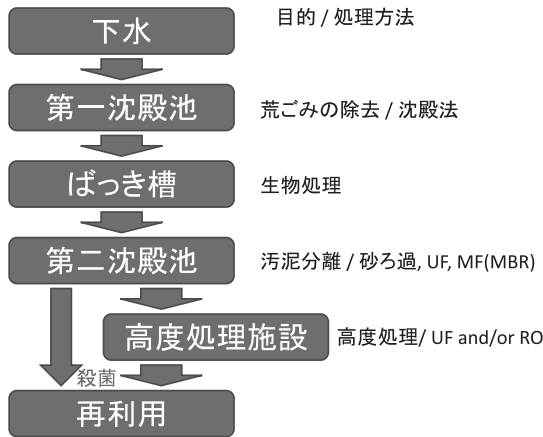 下水
目的 / 処理方法
第一沈殿池
荒ごみの除去 / 沈殿法
ばっき槽
生物処理
第二沈殿池
汚泥分離 / 砂ろ過, UF, MF(MBR)
高度処理施設
高度処理/ UF and/or RO
殺菌
再利用